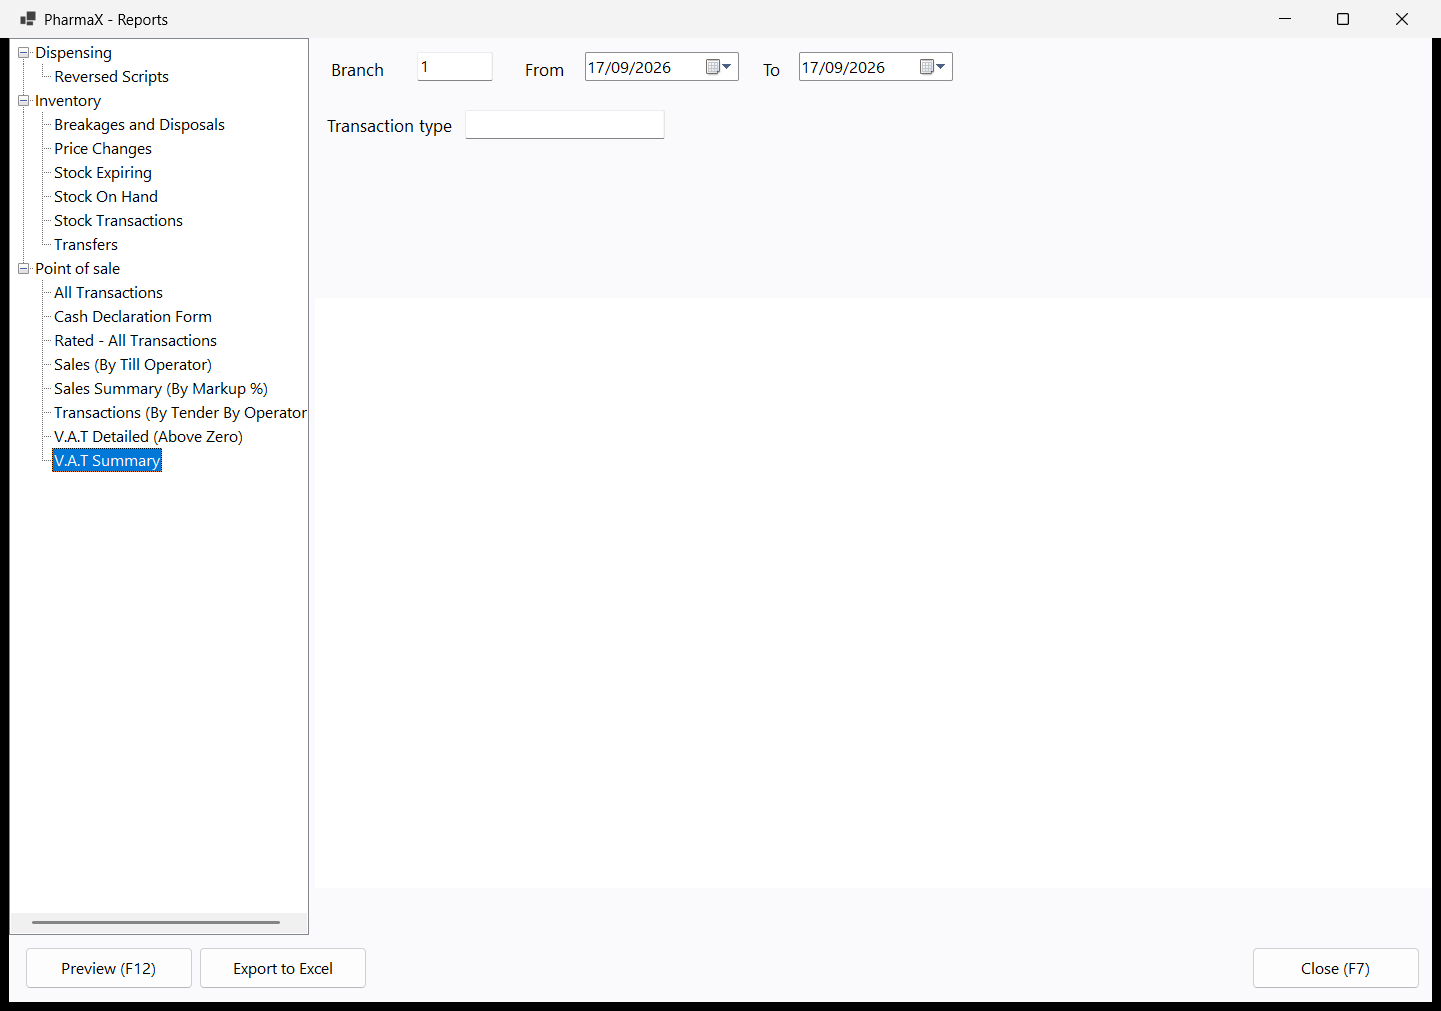 PharmaX - Reports
Dispensing
Reversed Scripts
Inventory
Breakages and Disposals
Price Changes
Stock Expiring
Stock On Hand
Stock Transactions
Transfers
Point of sale
All Transactions
Cash Declaration Form
Rated - All Transactions
Sales (By Till Operator)
Sales Summary (By Markup %)
Transactions (By Tender By Operator
V.A.T Detailed (Above Zero)
V.A.T Summary
Branch 1 From 17/09/2026 To 17/09/2026
Transaction type
Preview (F12) Export to Excel Close (F7)